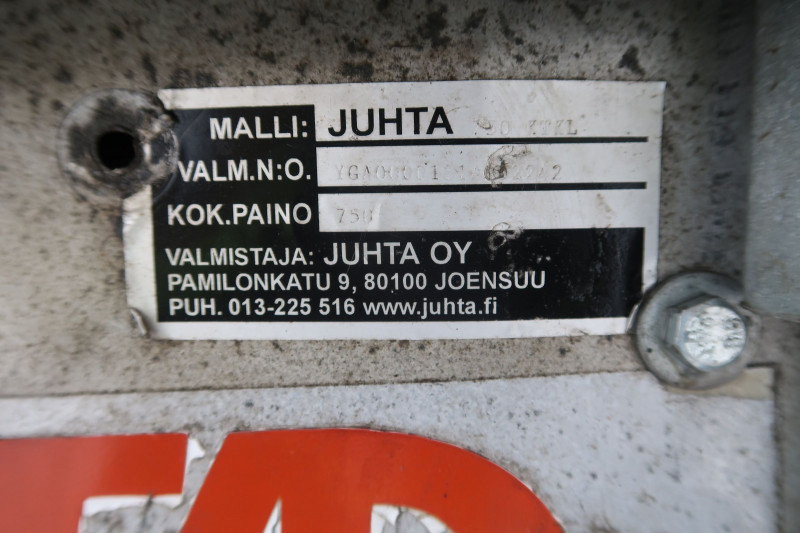 MALLI: JUHTA
VALM.N:O.
KOK.PAINO 750
VALMISTAJA: JUHTA OY
PAMILONKATU 9, 80100 JOENSUU
PUH. 013-225 516 www.juhta.fi